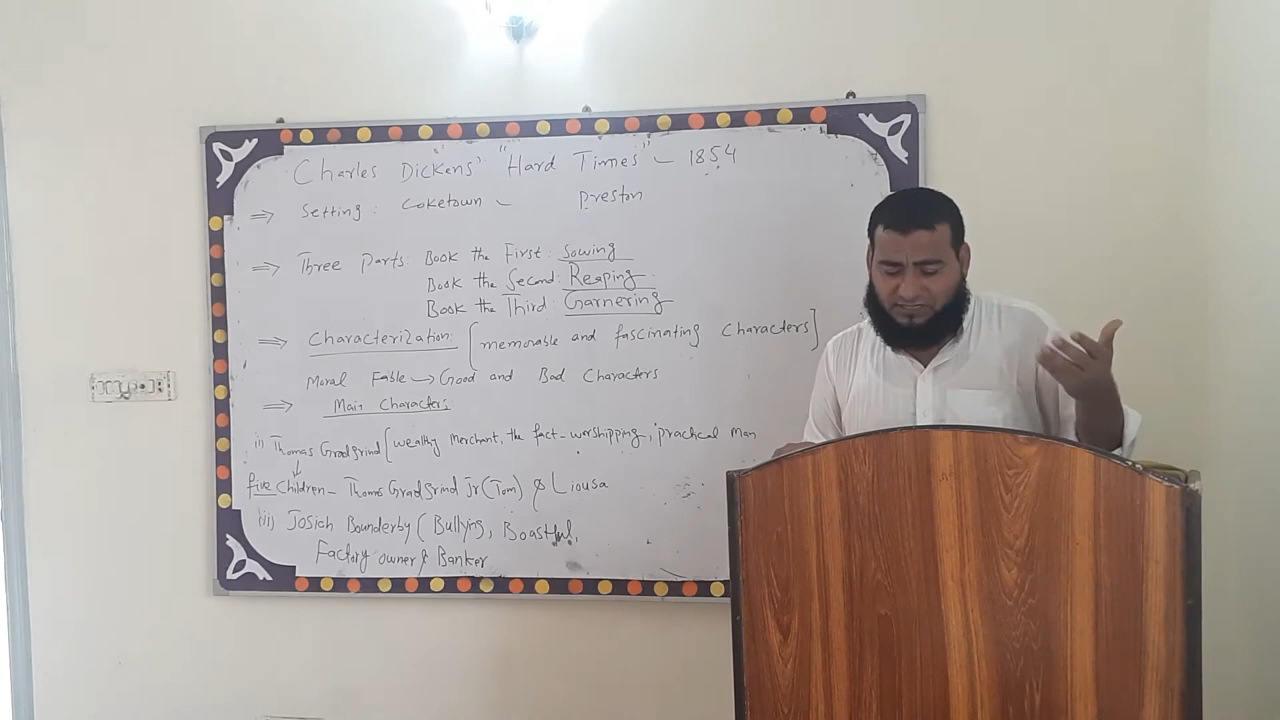 Charles Dickens' "Hard Times" – 1854
⇒ Setting: Coketown – Preston
⇒ Three Parts: Book the First: Sowing
Book the Second: Reaping
Book the Third: Garnering
⇒ Characterization: [memorable and fascinating Characters]
Moral Fable → Good and Bad Characters
⇒ Main Characters:
i) Thomas Gradgrind [wealthy Merchant, the fact-worshipping, practical Man
five Children – Thomas Gradgrind Jr (Tom) & Liousa
(ii) Josiah Bounderby (Bullying, Boastful,
Factory owner & Banker